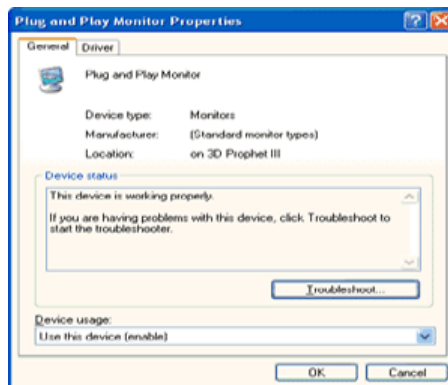 Plug and Play Monitor Properties
General Driver
Plug and Play Monitor
Device type: Monitors
Manufacturer: (Standard monitor types)
Location: on 3D Prophet III
Device status
This device is working properly.
If you are having problems with this device, click Troubleshoot to
start the troubleshooter.
Troubleshoot...
Device usage:
Use this device (enable)
OK Cancel